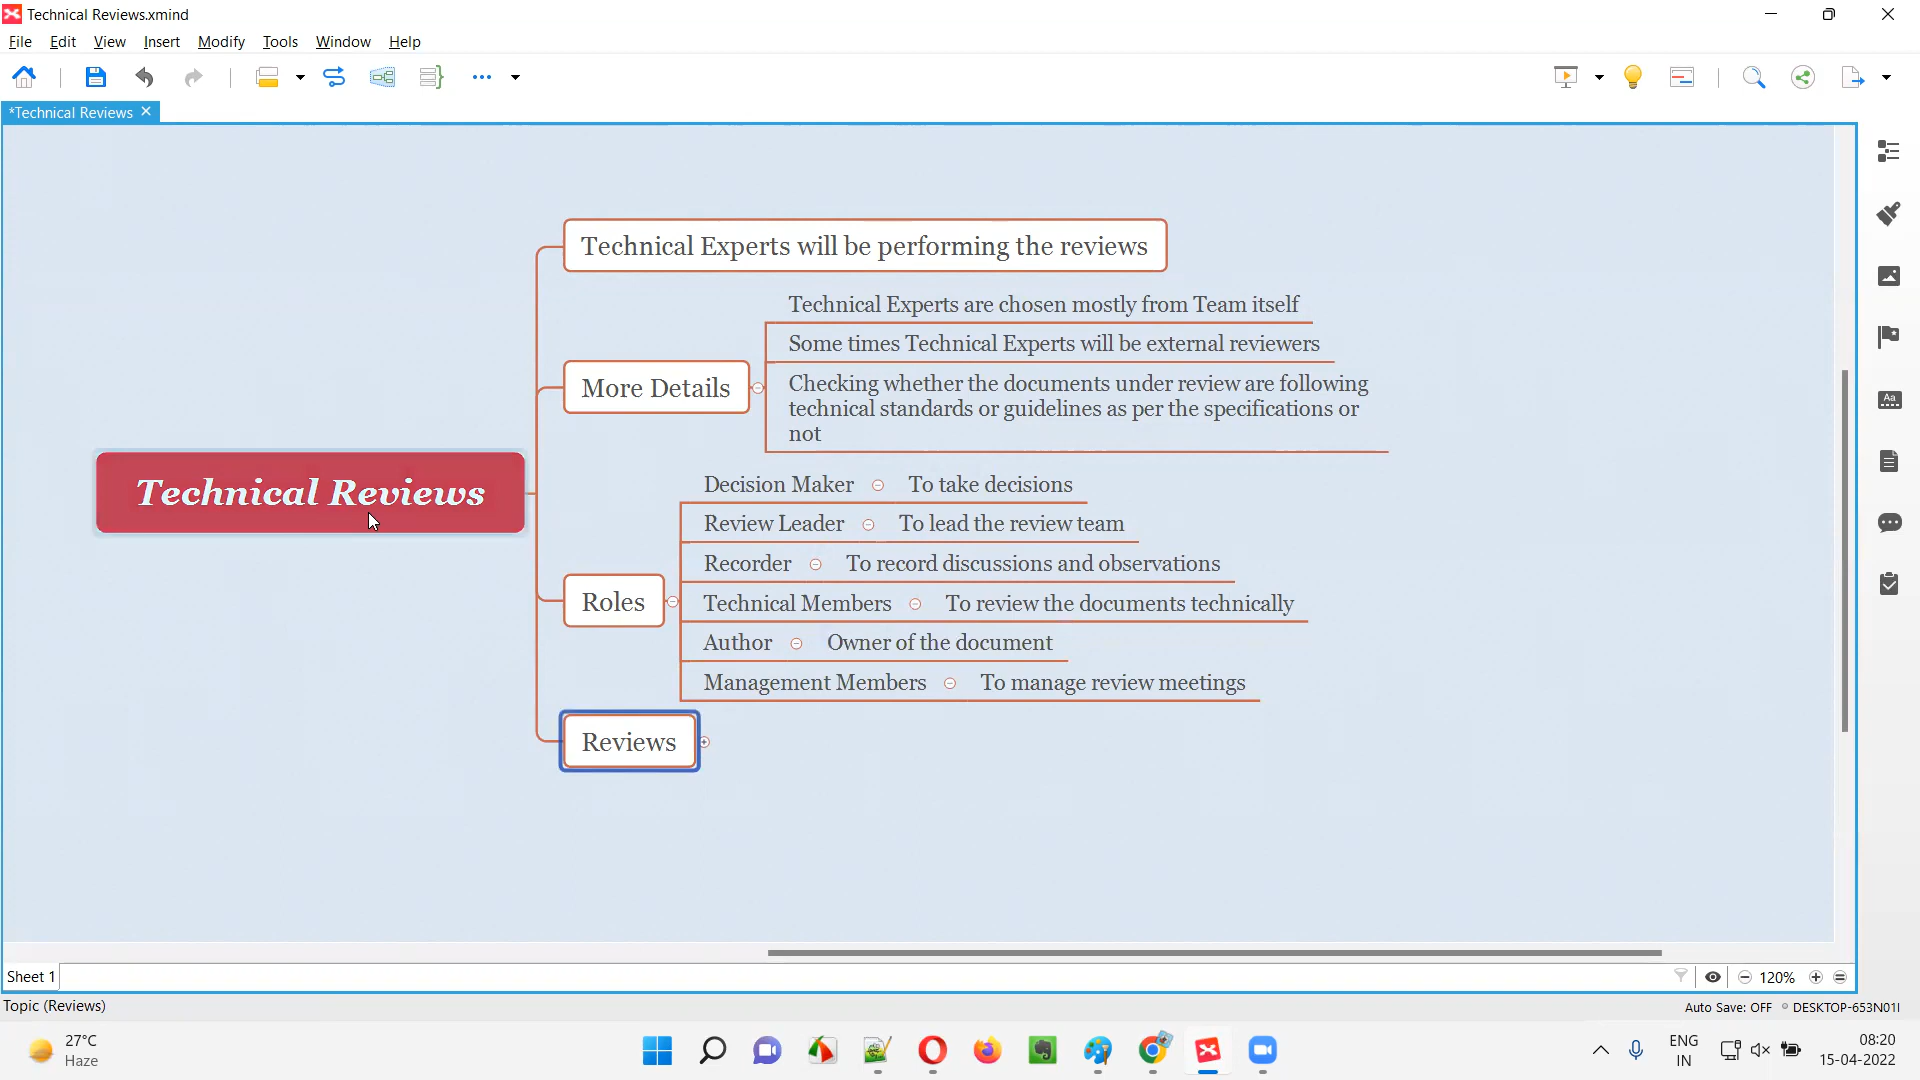 Technical Reviews.xmind
File Edit View Insert Modify Tools Window Help
*Technical Reviews
Technical Experts will be performing the reviews
Technical Experts are chosen mostly from Team itself
Some times Technical Experts will be external reviewers
More Details
Checking whether the documents under review are following
technical standards or guidelines as per the specifications or
not
Technical Reviews
Decision Maker To take decisions
Review Leader To lead the review team
Recorder To record discussions and observations
Roles
Technical Members To review the documents technically
Author Owner of the document
Management Members To manage review meetings
Reviews
Aa
Sheet 1
120%
Topic (Reviews)
Auto Save: OFF DESKTOP-653N01I
27°C
Haze
ENG
IN
08:20
15-04-2022